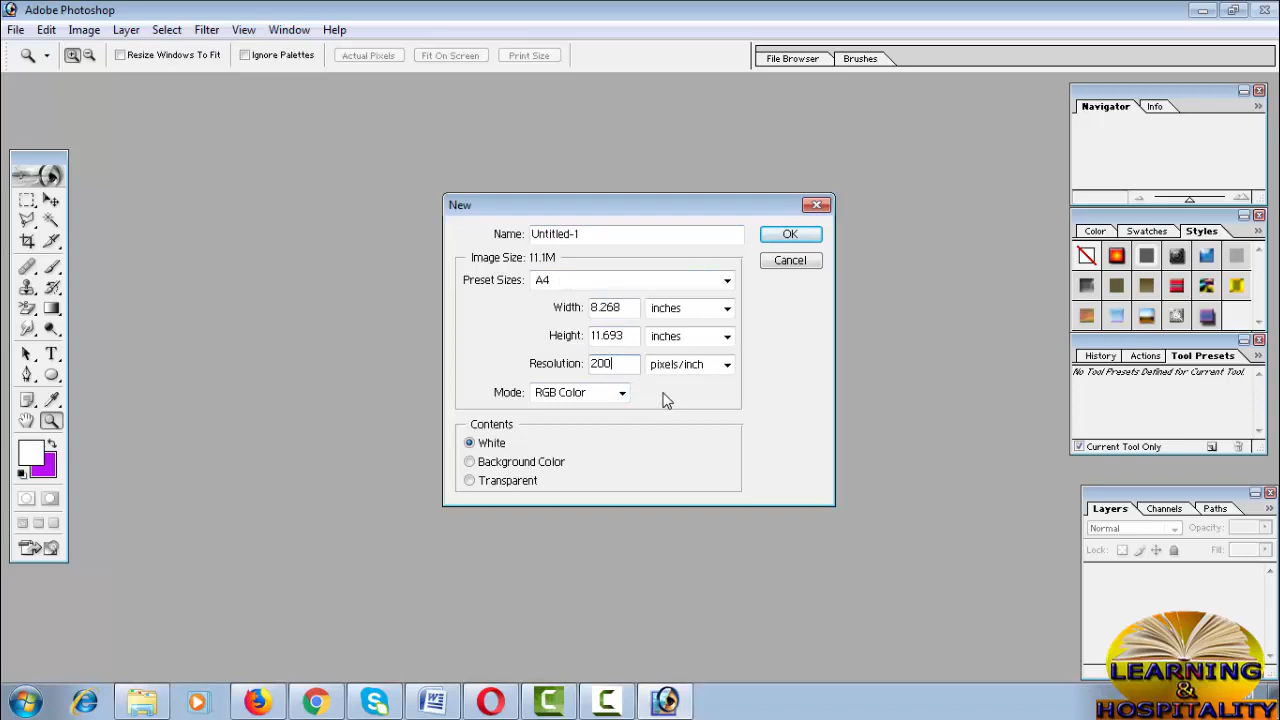 Adobe Photoshop
File Edit Image Layer Select Filter View Window Help
Resize Windows To Fit Ignore Palettes Actual Pixels Fit On Screen Print Size File Browser Brushes
Navigator Info
New
Name: Untitled-1 OK
Image Size: 11.1M Cancel
Preset Sizes: A4
Width: 8.268 inches
Height: 11.693 inches
Resolution: 200 pixels/inch
Mode: RGB Color
Contents
White
Background Color
Transparent
Color Swatches Styles
History Actions Tool Presets
No Tool Presets Defined for Current Tool.
Current Tool Only
Layers Channels Paths
Normal Opacity:
Lock: Fill:
LEARNING
&
HOSPITALITY